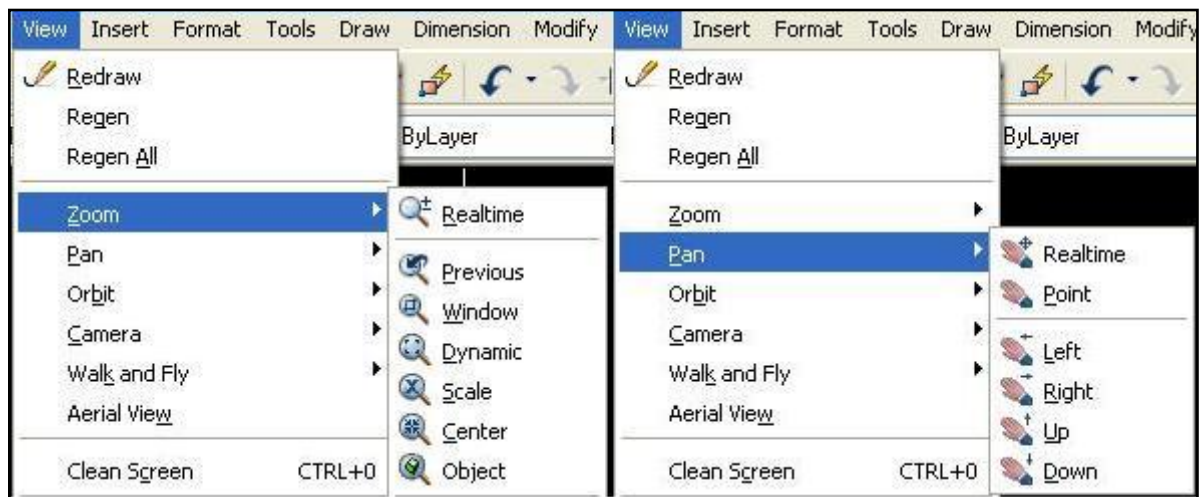 View Insert Format Tools Draw Dimension Modify
Redraw
Regen
Regen All
ByLayer
Zoom
Pan
Orbit
Camera
Walk and Fly
Aerial View
Clean Screen CTRL+0
Realtime
Previous
Window
Dynamic
Scale
Center
Object
View Insert Format Tools Draw Dimension Modify
Redraw
Regen
Regen All
ByLayer
Zoom
Pan
Orbit
Camera
Walk and Fly
Aerial View
Clean Screen CTRL+0
Realtime
Point
Left
Right
Up
Down